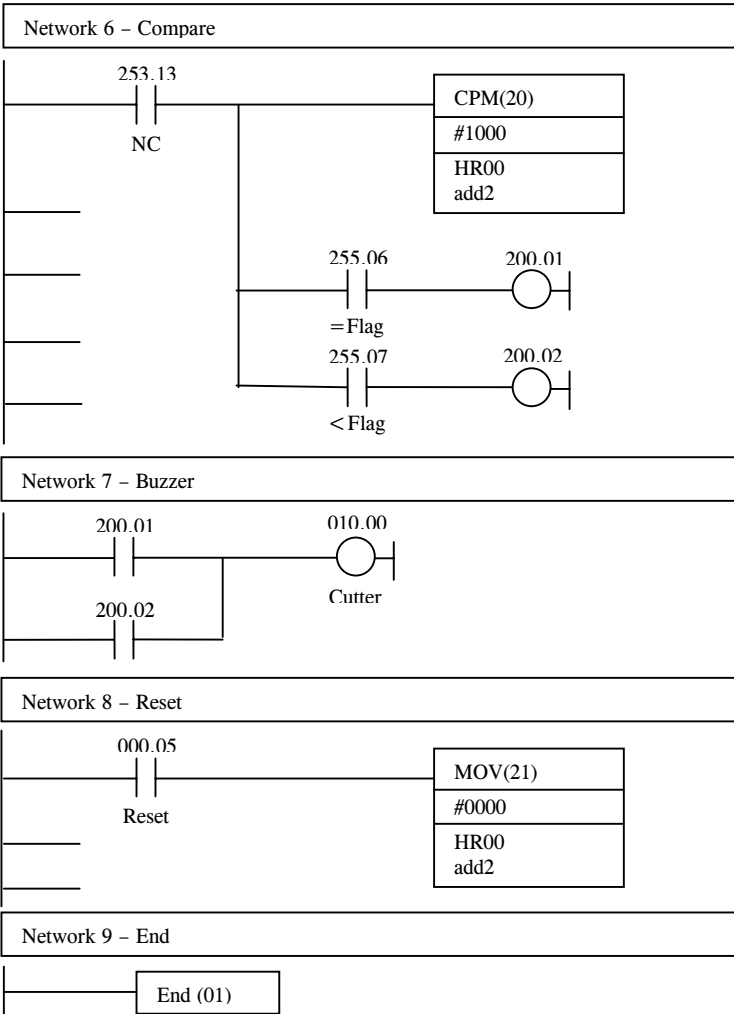 Network 6 – Compare
253.13
NC
CPM(20)
#1000
HR00
add2
255.06
200.01
=Flag
255.07
200.02
<Flag
Network 7 – Buzzer
200.01
010.00
Cutter
200.02
Network 8 – Reset
000.05
Reset
MOV(21)
#0000
HR00
add2
Network 9 – End
End (01)